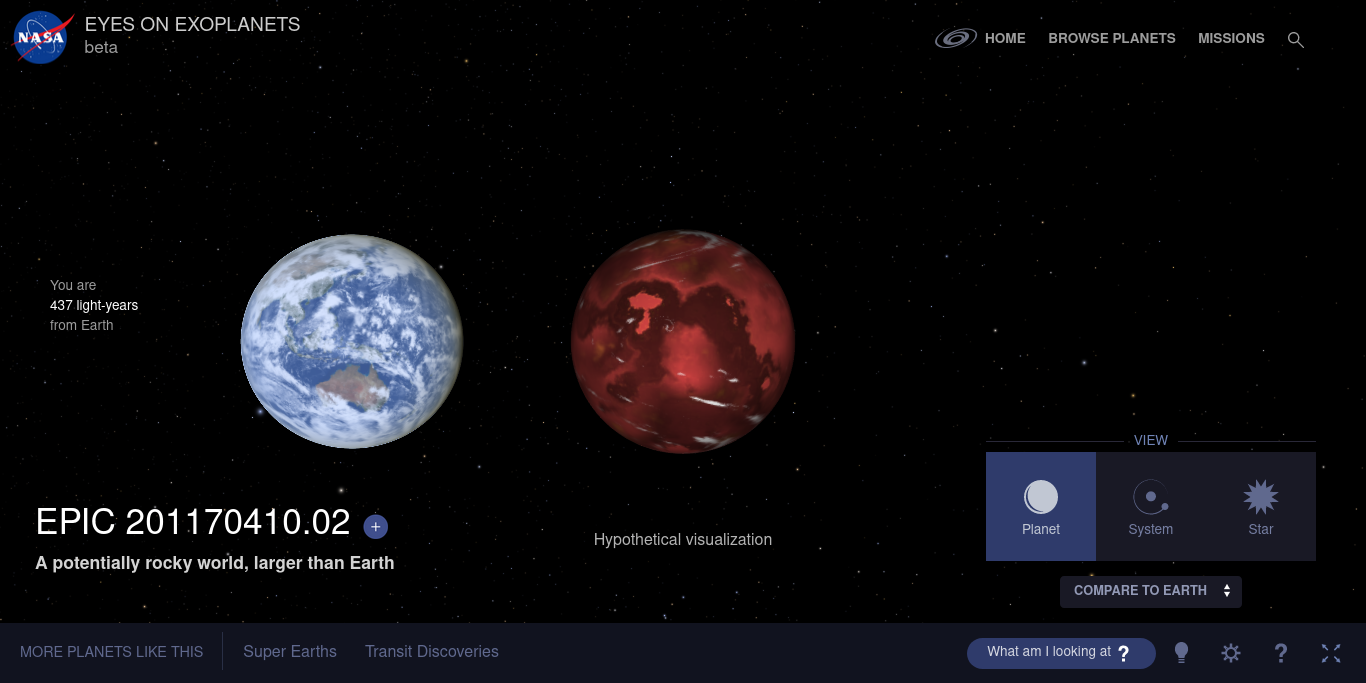 NASA
EYES ON EXOPLANETS
beta
HOME
BROWSE PLANETS
MISSIONS
You are
437 light-years
from Earth
EPIC 201170410.02 +
A potentially rocky world, larger than Earth
Hypothetical visualization
VIEW
Planet
System
Star
COMPARE TO EARTH
MORE PLANETS LIKE THIS
Super Earths
Transit Discoveries
What am I looking at ?
?